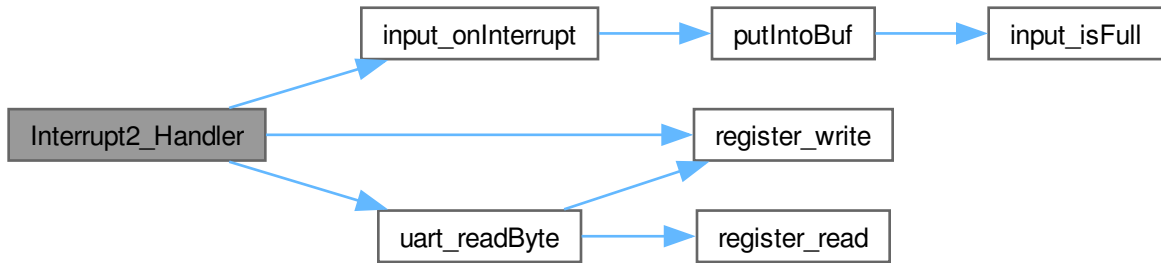 input_onInterrupt
putIntoBuf
input_isFull
Interrupt2_Handler
register_write
uart_readByte
register_read